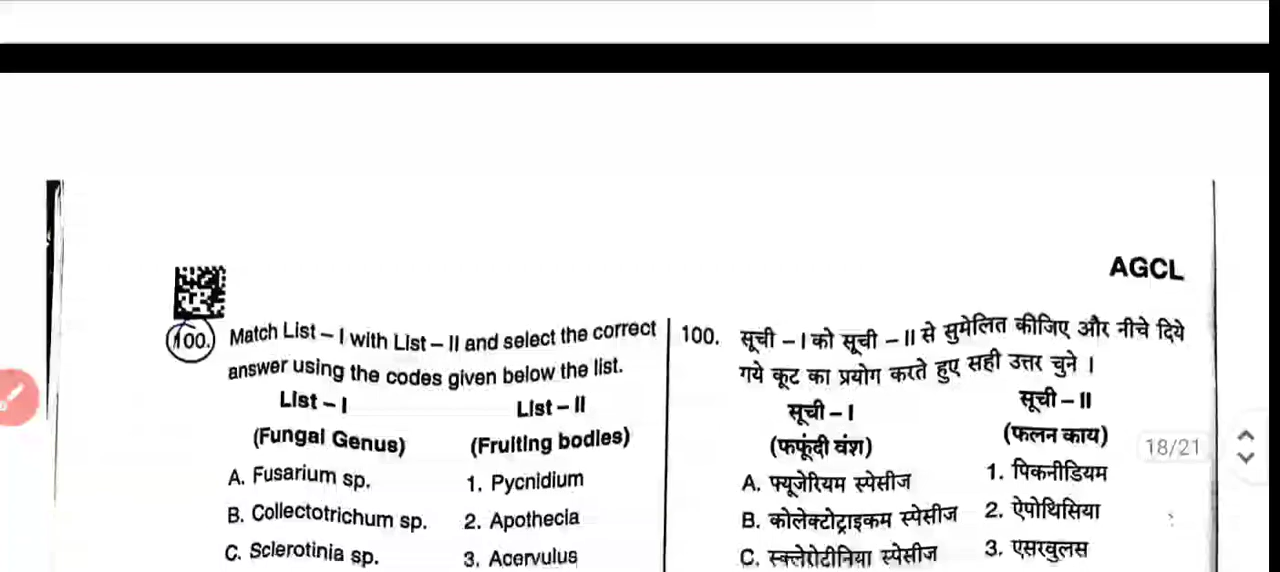 AGCL
100. Match List – I with List – II and select the correct
answer using the codes given below the list.
List – I List – II
(Fungal Genus) (Fruiting bodies)
A. Fusarium sp. 1. Pycnidium
B. Collectotrichum sp. 2. Apothecia
C. Sclerotinia sp. 3. Acervulus
100. सूची – I को सूची – II से सुमेलित कीजिए और नीचे दिये
गये कूट का प्रयोग करते हुए सही उत्तर चुने ।
सूची – I सूची – II
(फफूंदी वंश) (फलन काय)
A. फ्यूजेरियम स्पेसीज 1. पिकनीडियम
B. कोलेक्टोट्राइकम स्पेसीज 2. ऐपोथिसिया
C. स्क्लेरोटीनिया स्पेसीज 3. एसरवुलस
18/21